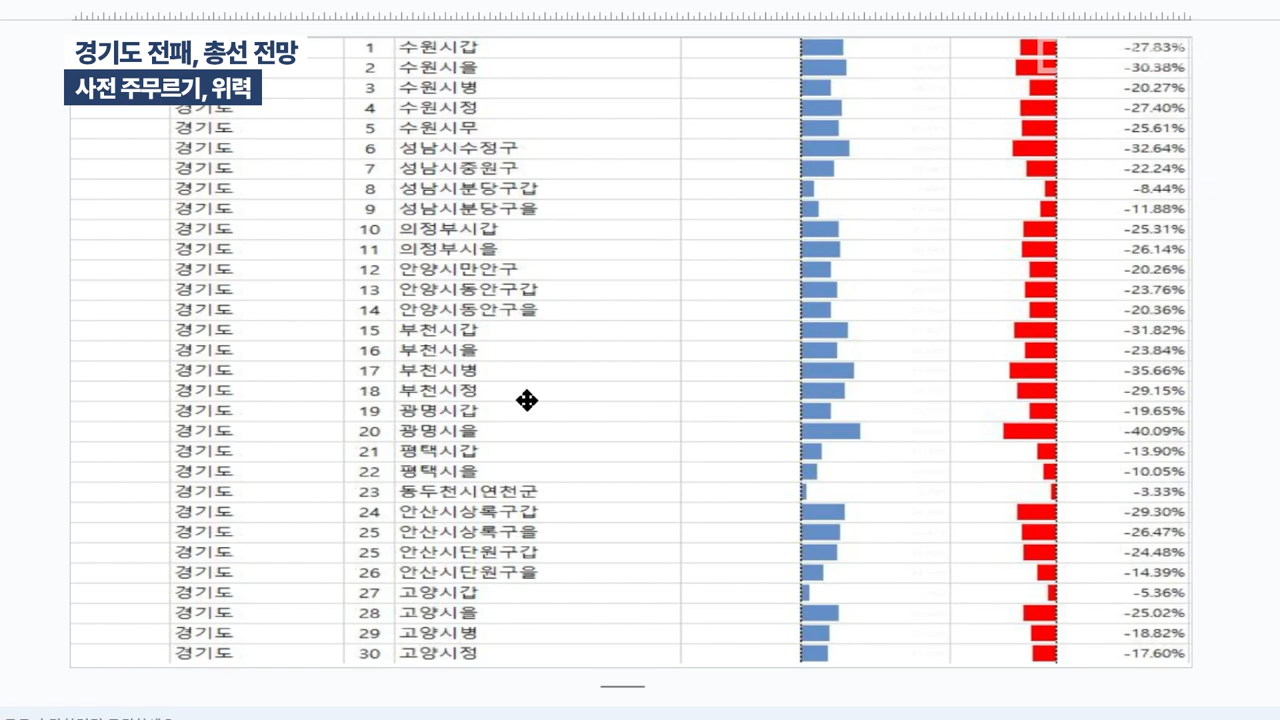 경기도 전패, 총선 전망
사전 주무르기, 위력
1 수원시갑 -27.83%
2 수원시을 -30.38%
3 수원시병 -20.27%
경기도 4 수원시정 -27.40%
경기도 5 수원시무 -25.61%
경기도 6 성남시수정구 -32.64%
경기도 7 성남시중원구 -22.24%
경기도 8 성남시분당구갑 -8.44%
경기도 9 성남시분당구을 -11.88%
경기도 10 의정부시갑 -25.31%
경기도 11 의정부시을 -26.14%
경기도 12 안양시만안구 -20.26%
경기도 13 안양시동안구갑 -23.76%
경기도 14 안양시동안구을 -20.36%
경기도 15 부천시갑 -31.82%
경기도 16 부천시을 -23.84%
경기도 17 부천시병 -35.66%
경기도 18 부천시정 -29.15%
경기도 19 광명시갑 -19.65%
경기도 20 광명시을 -40.09%
경기도 21 평택시갑 -13.90%
경기도 22 평택시을 -10.05%
경기도 23 동두천시연천군 -3.33%
경기도 24 안산시상록구갑 -29.30%
경기도 25 안산시상록구을 -26.47%
경기도 25 안산시단원구갑 -24.48%
경기도 26 안산시단원구을 -14.39%
경기도 27 고양시갑 -5.36%
경기도 28 고양시을 -25.02%
경기도 29 고양시병 -18.82%
경기도 30 고양시정 -17.60%